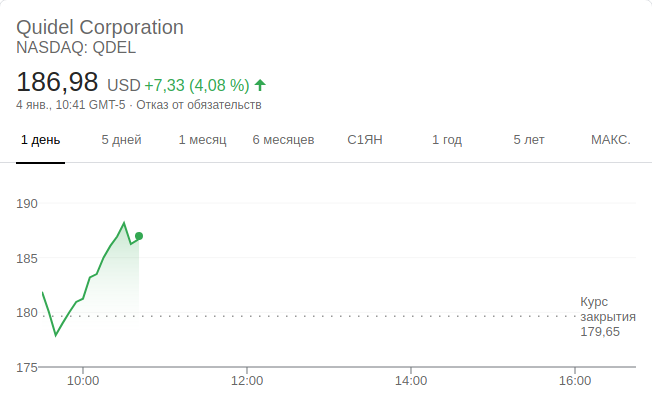 Quidel Corporation
NASDAQ: QDEL
186,98 USD +7,33 (4,08 %)
4 янв., 10:41 GMT-5 · Отказ от обязательств
1 день 5 дней 1 месяц 6 месяцев С1ЯН 1 год 5 лет МАКС.
190
185
180
175
Курс
закрытия
179,65
10:00 12:00 14:00 16:00